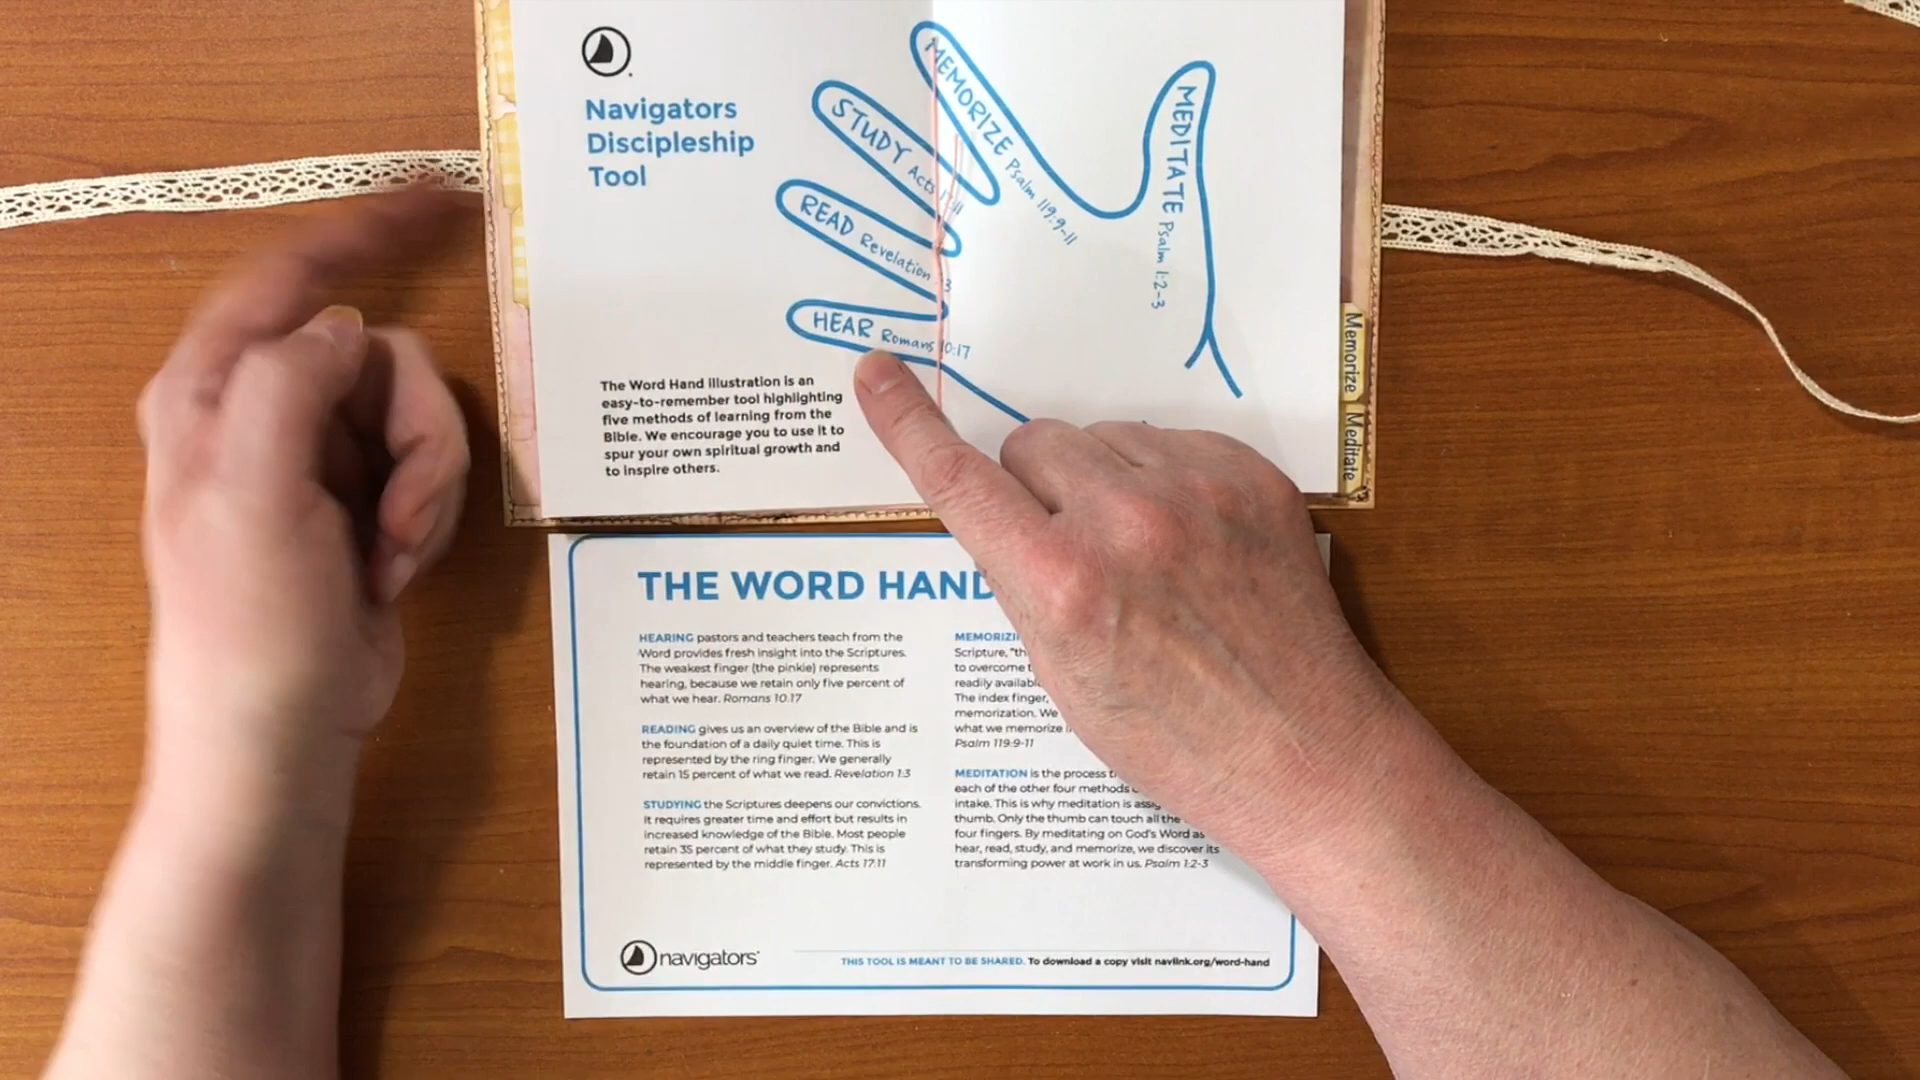 Navigators
Discipleship
Tool
MEMORIZE Psalm 119:9-11
MEDITATE Psalm 1:2-3
STUDY Acts
READ Revelation
HEAR Romans 10:17
The Word Hand illustration is an
easy-to-remember tool highlighting
five methods of learning from the
Bible. We encourage you to use it to
spur your own spiritual growth and
to inspire others.
Memorize
Meditate
THE WORD HAND
HEARING pastors and teachers teach from the
Word provides fresh insight into the Scriptures.
The weakest finger (the pinkie) represents
hearing, because we retain only five percent of
what we hear. Romans 10:17
READING gives us an overview of the Bible and is
the foundation of a daily quiet time. This is
represented by the ring finger. We generally
retain 15 percent of what we read. Revelation 1:3
STUDYING the Scriptures deepens our convictions.
It requires greater time and effort but results in
increased knowledge of the Bible. Most people
retain 35 percent of what they study. This is
represented by the middle finger. Acts 17:11
Scripture,
to overcome
readily
The index finger,
memorization. We
what we memorize
Psalm 119:9-11
MEDITATION is the process
each of the other four methods
intake. This is why meditation is
thumb. Only the thumb can touch all the
four fingers. By meditating on God's Word as
hear, read, study, and memorize, we discover its
transforming power at work in us. Psalm 1:2-3
navigators
THIS TOOL IS MEANT TO BE SHARED. To download a copy visit navlink.org/word-hand